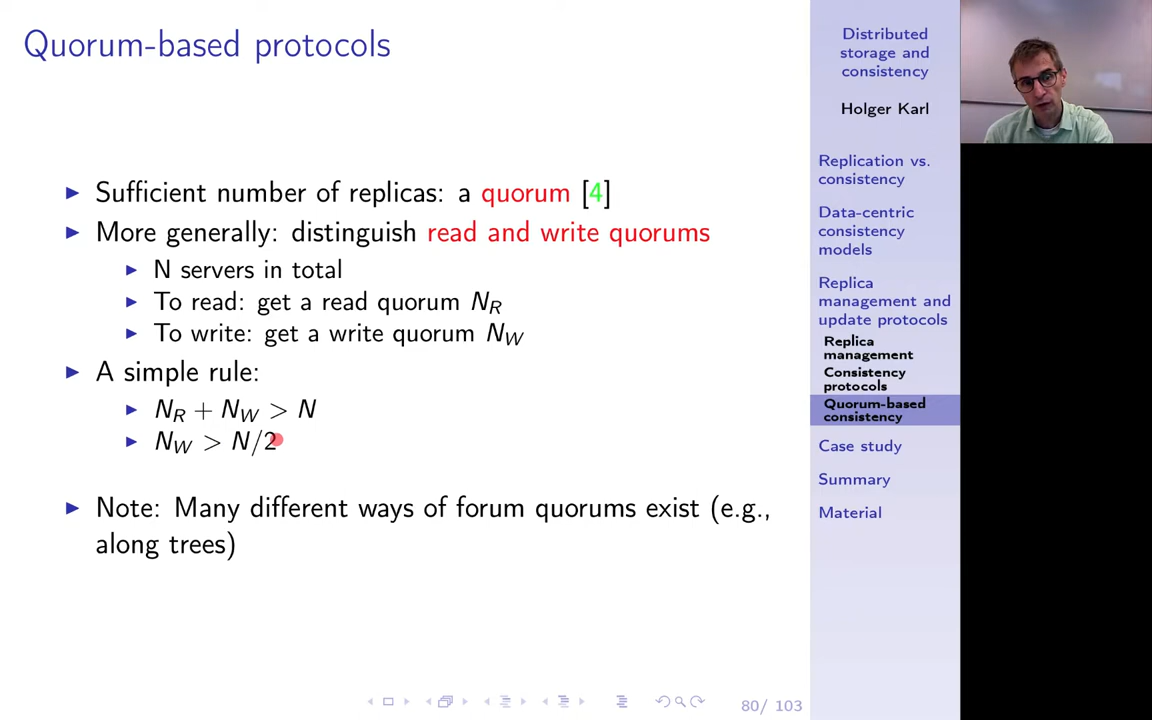 Quorum-based protocols
▶ Sufficient number of replicas: a quorum [4]
▶ More generally: distinguish read and write quorums
▶ N servers in total
▶ To read: get a read quorum N_R
▶ To write: get a write quorum N_W
▶ A simple rule:
▶ N_R + N_W > N
▶ N_W > N/2
▶ Note: Many different ways of forum quorums exist (e.g.,
along trees)
80/ 103
Distributed
storage and
consistency
Holger Karl
Replication vs.
consistency
Data-centric
consistency
models
Replica
management and
update protocols
Replica
management
Consistency
protocols
Quorum-based
consistency
Case study
Summary
Material